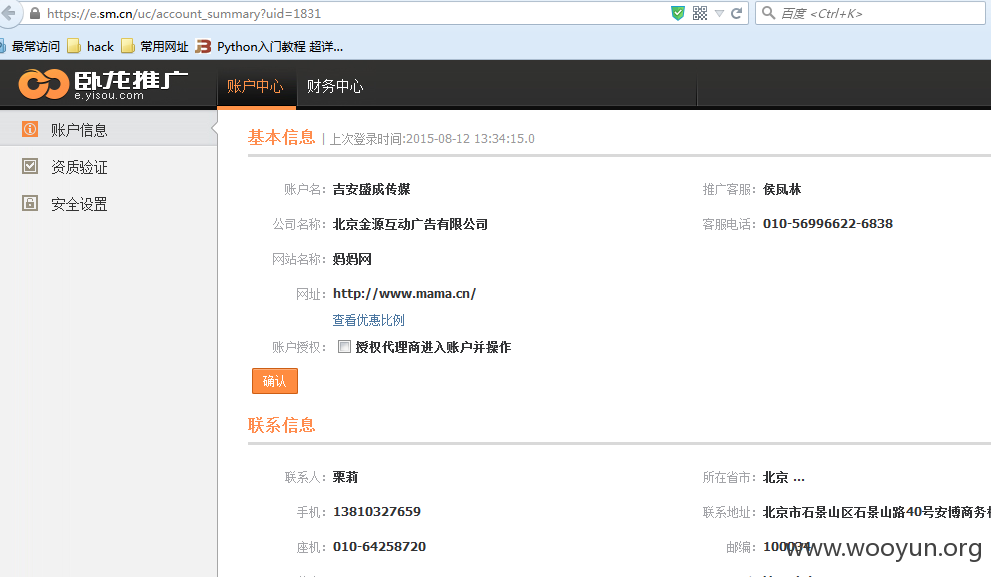 https://e.sm.cn/uc/account_summary?uid=1831
百度 <Ctrl+K>
最常访问 hack 常用网址 Python入门教程 超详...
卧龙推广
e.yisou.com
账户中心 财务中心
账户信息
资质验证
安全设置
基本信息 | 上次登录时间:2015-08-12 13:34:15.0
账户名: 吉安盛成传媒 推广客服: 侯凤林
公司名称: 北京金源互动广告有限公司 客服电话: 010-56996622-6838
网站名称: 妈妈网
网址: http://www.mama.cn/
查看优惠比例
账户授权: 授权代理商进入账户并操作
确认
联系信息
联系人: 栗莉 所在省市: 北京 ...
手机: 13810327659 联系地址: 北京市石景山区石景山路40号安博商务
座机: 010-64258720 邮编: 100034
www.wooyun.org